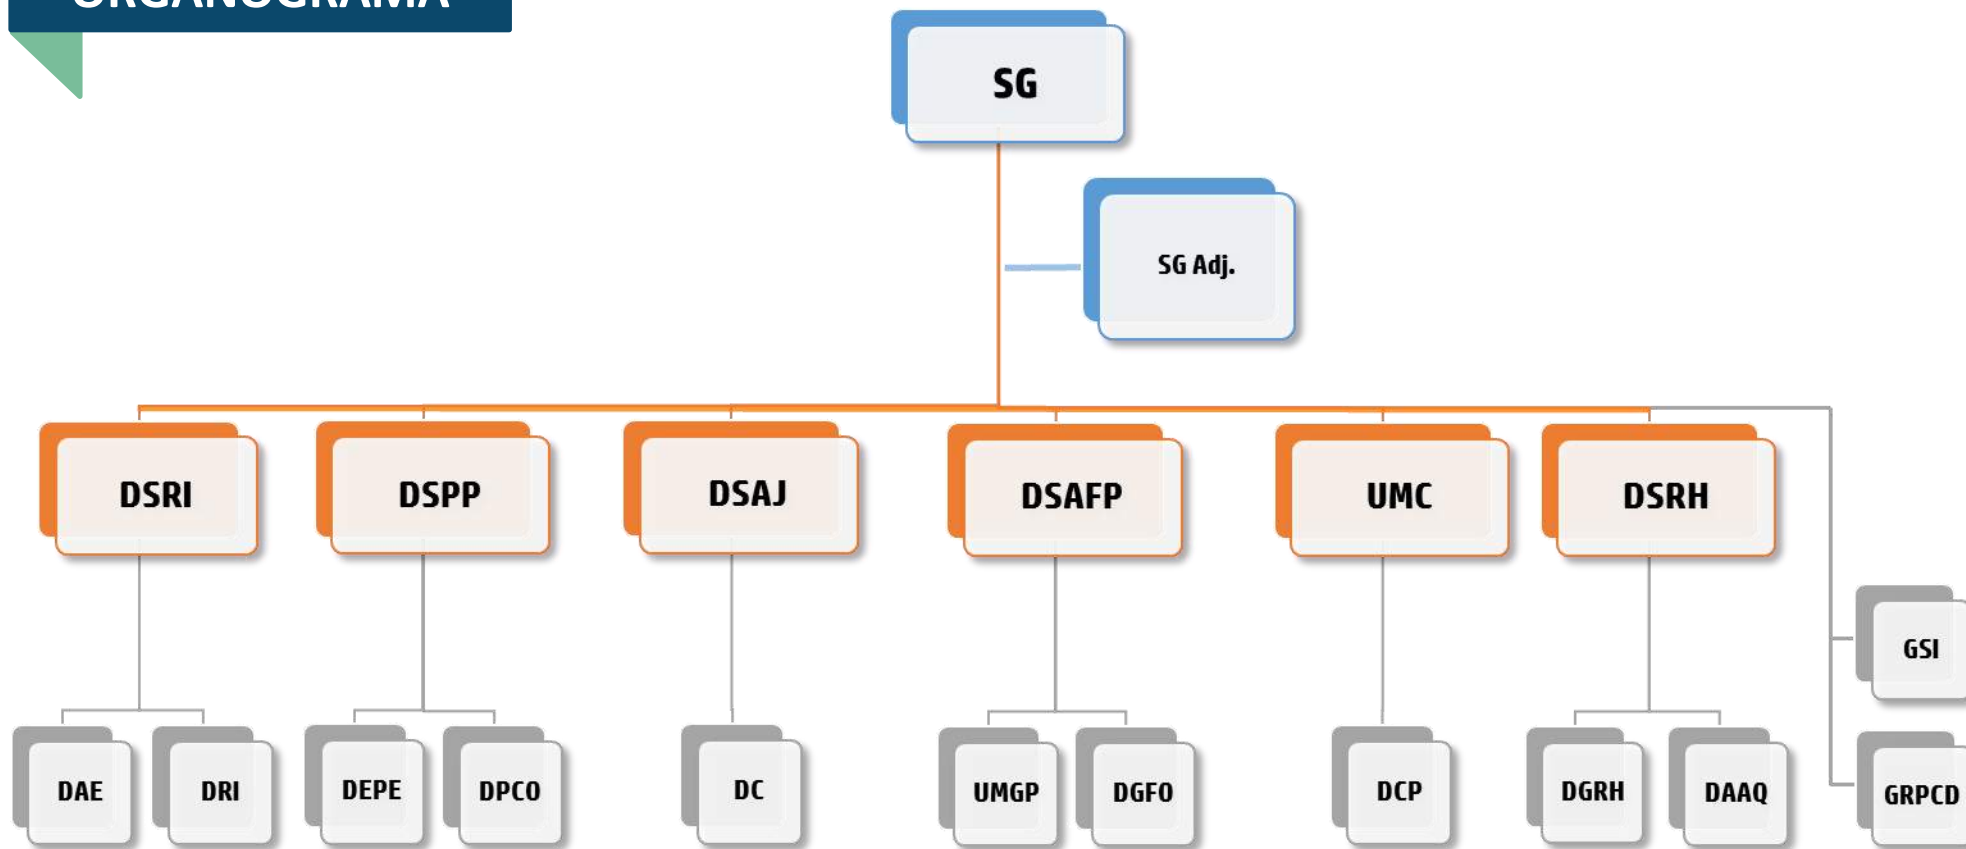 ORGANOGRAMA
SG
SG Adj.
DSRI
DSPP
DSAJ
DSAFP
UMC
DSRH
GSI
DAE
DRI
DEPE
DPCO
DC
UMGP
DGFO
DCP
DGRH
DAAQ
GRPCD